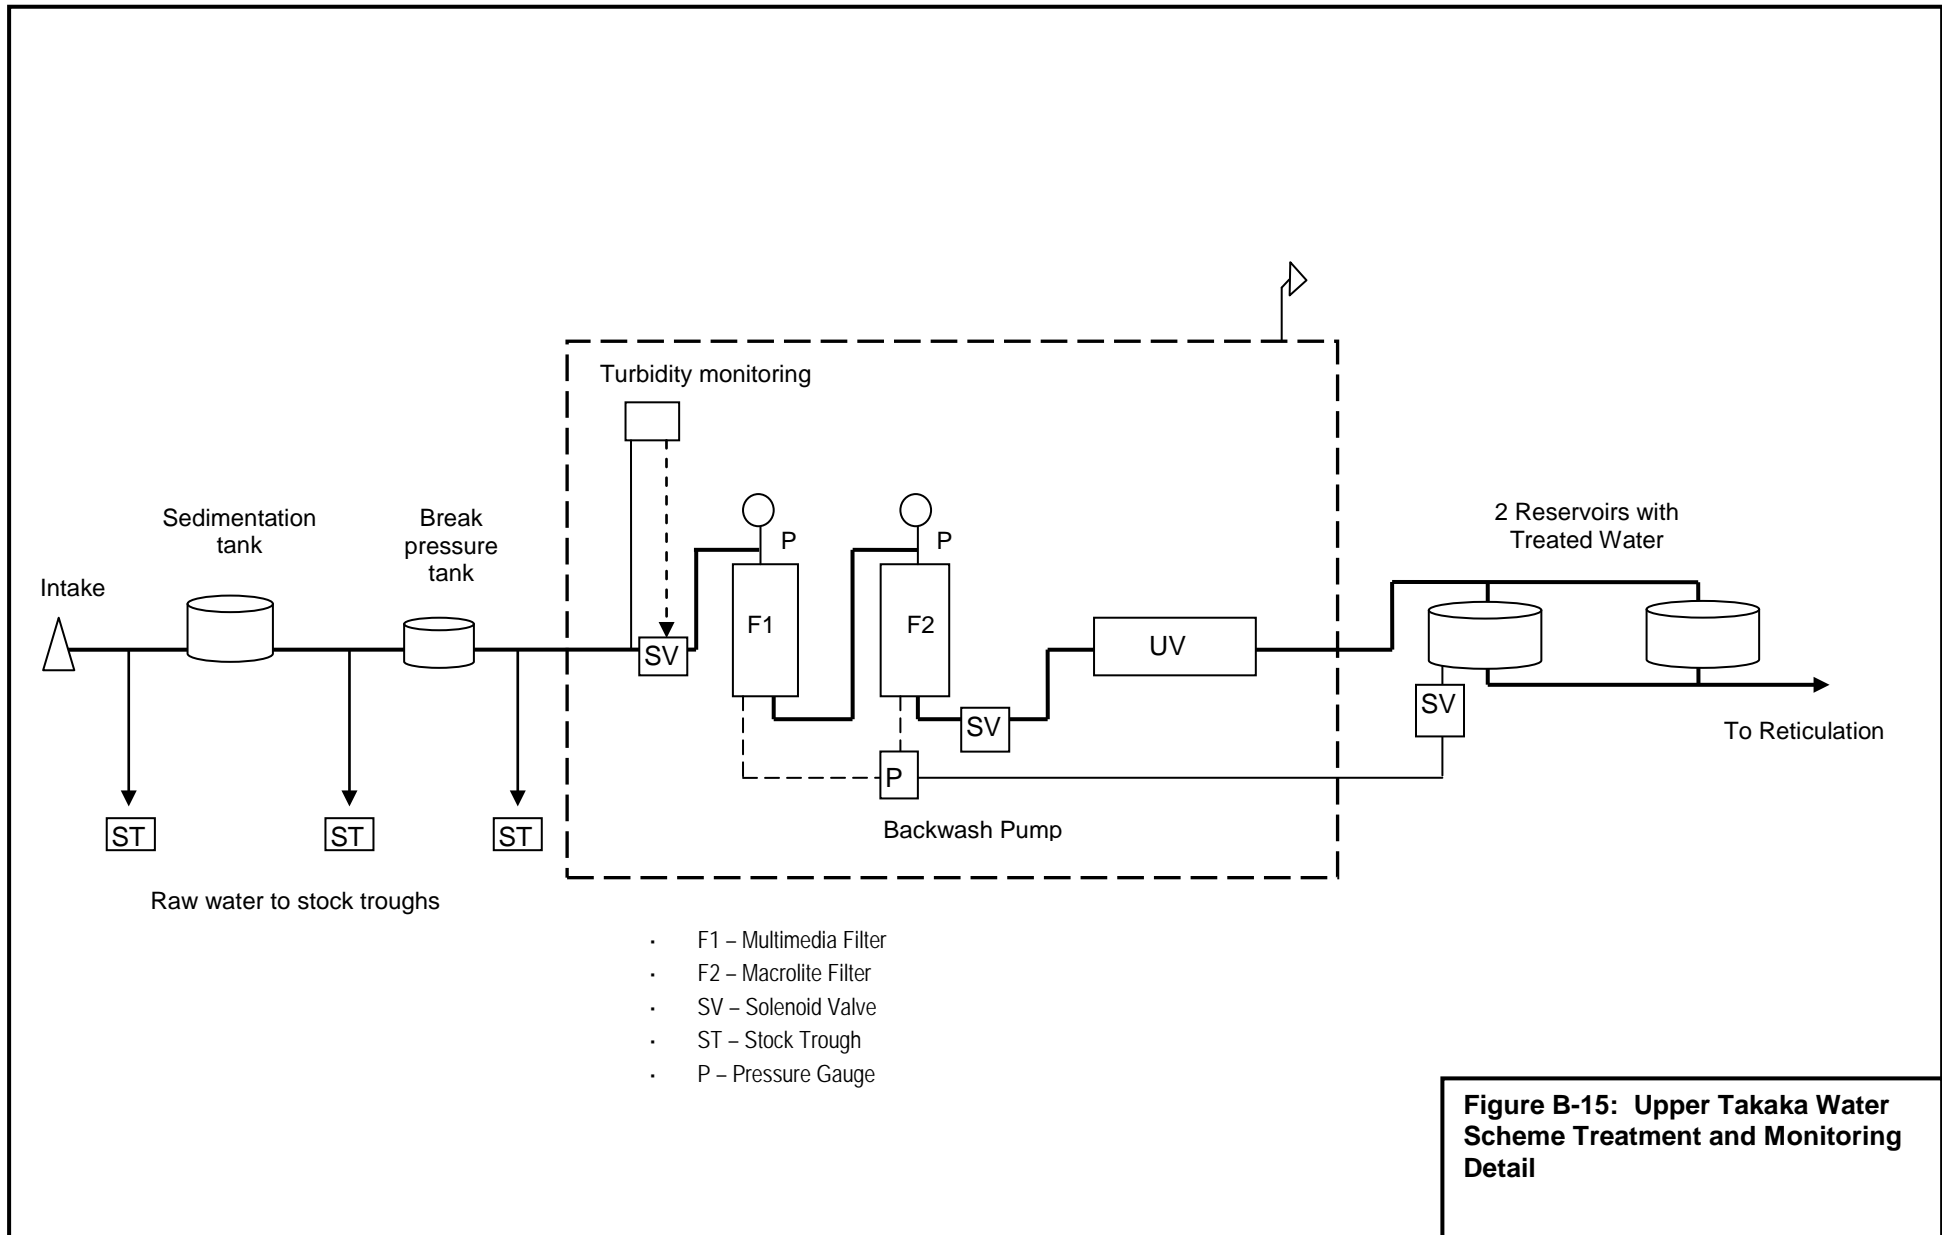 Turbidity monitoring
Sedimentation
tank
Break
pressure
tank
Intake
2 Reservoirs with
Treated Water
P
P
F1
F2
SV
UV
SV
SV
P
To Reticulation
Backwash Pump
ST
ST
ST
Raw water to stock troughs
· F1 – Multimedia Filter
· F2 – Macrolite Filter
· SV – Solenoid Valve
· ST – Stock Trough
· P – Pressure Gauge
Figure B-15: Upper Takaka Water
Scheme Treatment and Monitoring
Detail